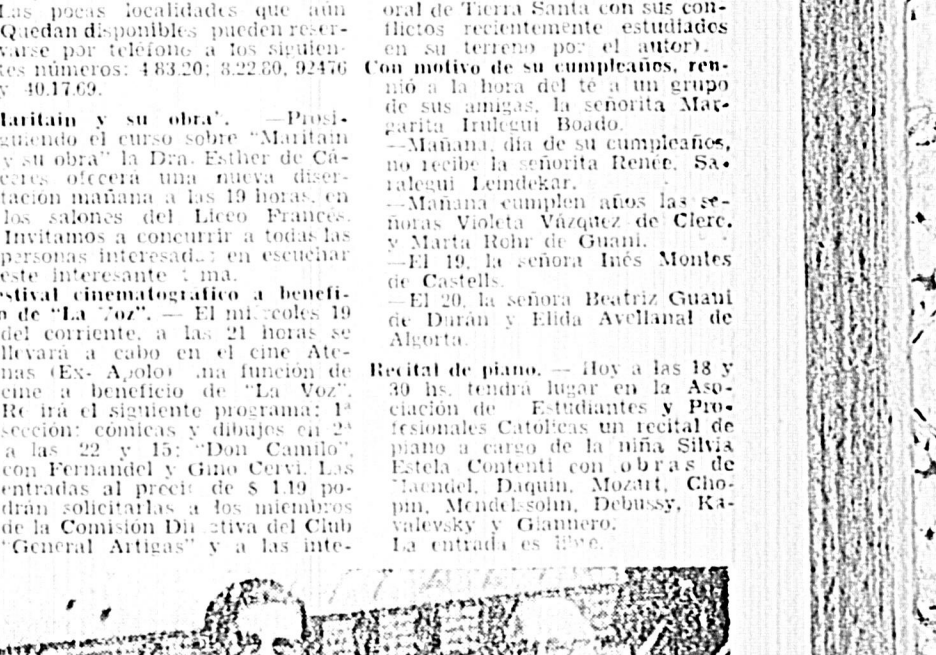 Las pocas localidades que aún
Quedan disponibles pueden reser-
varse por teléfono a los siguien-
tes números: 4 83.20; 8.22.80, 92476
y 40.17.69.
Maritain y su obra". —Prosi-
guiendo el curso sobre "Maritain
y su obra" la Dra. Esther de Cá-
ceres ofecerá una nueva diser-
tación mañana a las 19 horas, en
los salones del Liceo Francés.
Invitamos a concurrir a todas las
personas interesad..; en escuchar
este interesante t ma.
estival cinematográfico a benefi-
o de "La Voz". — El mi rcoles 19
del corriente, a las 21 horas se
llevará a cabo en el cine Ate-
nas (Ex- Apolo) .na función de
cine a beneficio de "La Voz".
Re irá el siguiente programa: 1ª
sección: cómicas y dibujos en 2ª
a las 22 y 15: "Don Camilo",
con Fernandel y Gino Cervi. Las
entradas al preci de $ 1.19 po-
drán solicitarlas a los miembros
de la Comisión Di ctiva del Club
"General Artigas" y a las inte-
oral de Tierra Santa con sus con-
flictos recientemente estudiados
en su terreno por el autor).
Con motivo de su cumpleaños, reu-
nió a la hora del té a un grupo
de sus amigas, la señorita Mar-
garita Irulegui Boado.
—Mañana, día de su cumpleaños,
no recibe la señorita Renée. Sa-
ralegui Leindekar.
—Mañana cumplen años las se-
ñoras Violeta Vázquez de Clerc.
y Marta Rohr de Guani.
—El 19, la señora Inés Montes
de Castells.
—El 20, la señora Beatriz Guani
de Durán y Elida Avellanal de
Algorta.
Recital de piano. — Hoy a las 18 y
30 hs. tendrá lugar en la Aso-
ciación de Estudiantes y Pro-
fesionales Católicas un recital de
piano a cargo de la niña Silvia
Estela Contenti con obras de
Haendel, Daquin, Mozart, Cho-
pin, Mendelssohn, Debussy, Ka-
valevsky y Giannero.
La entrada es libre.